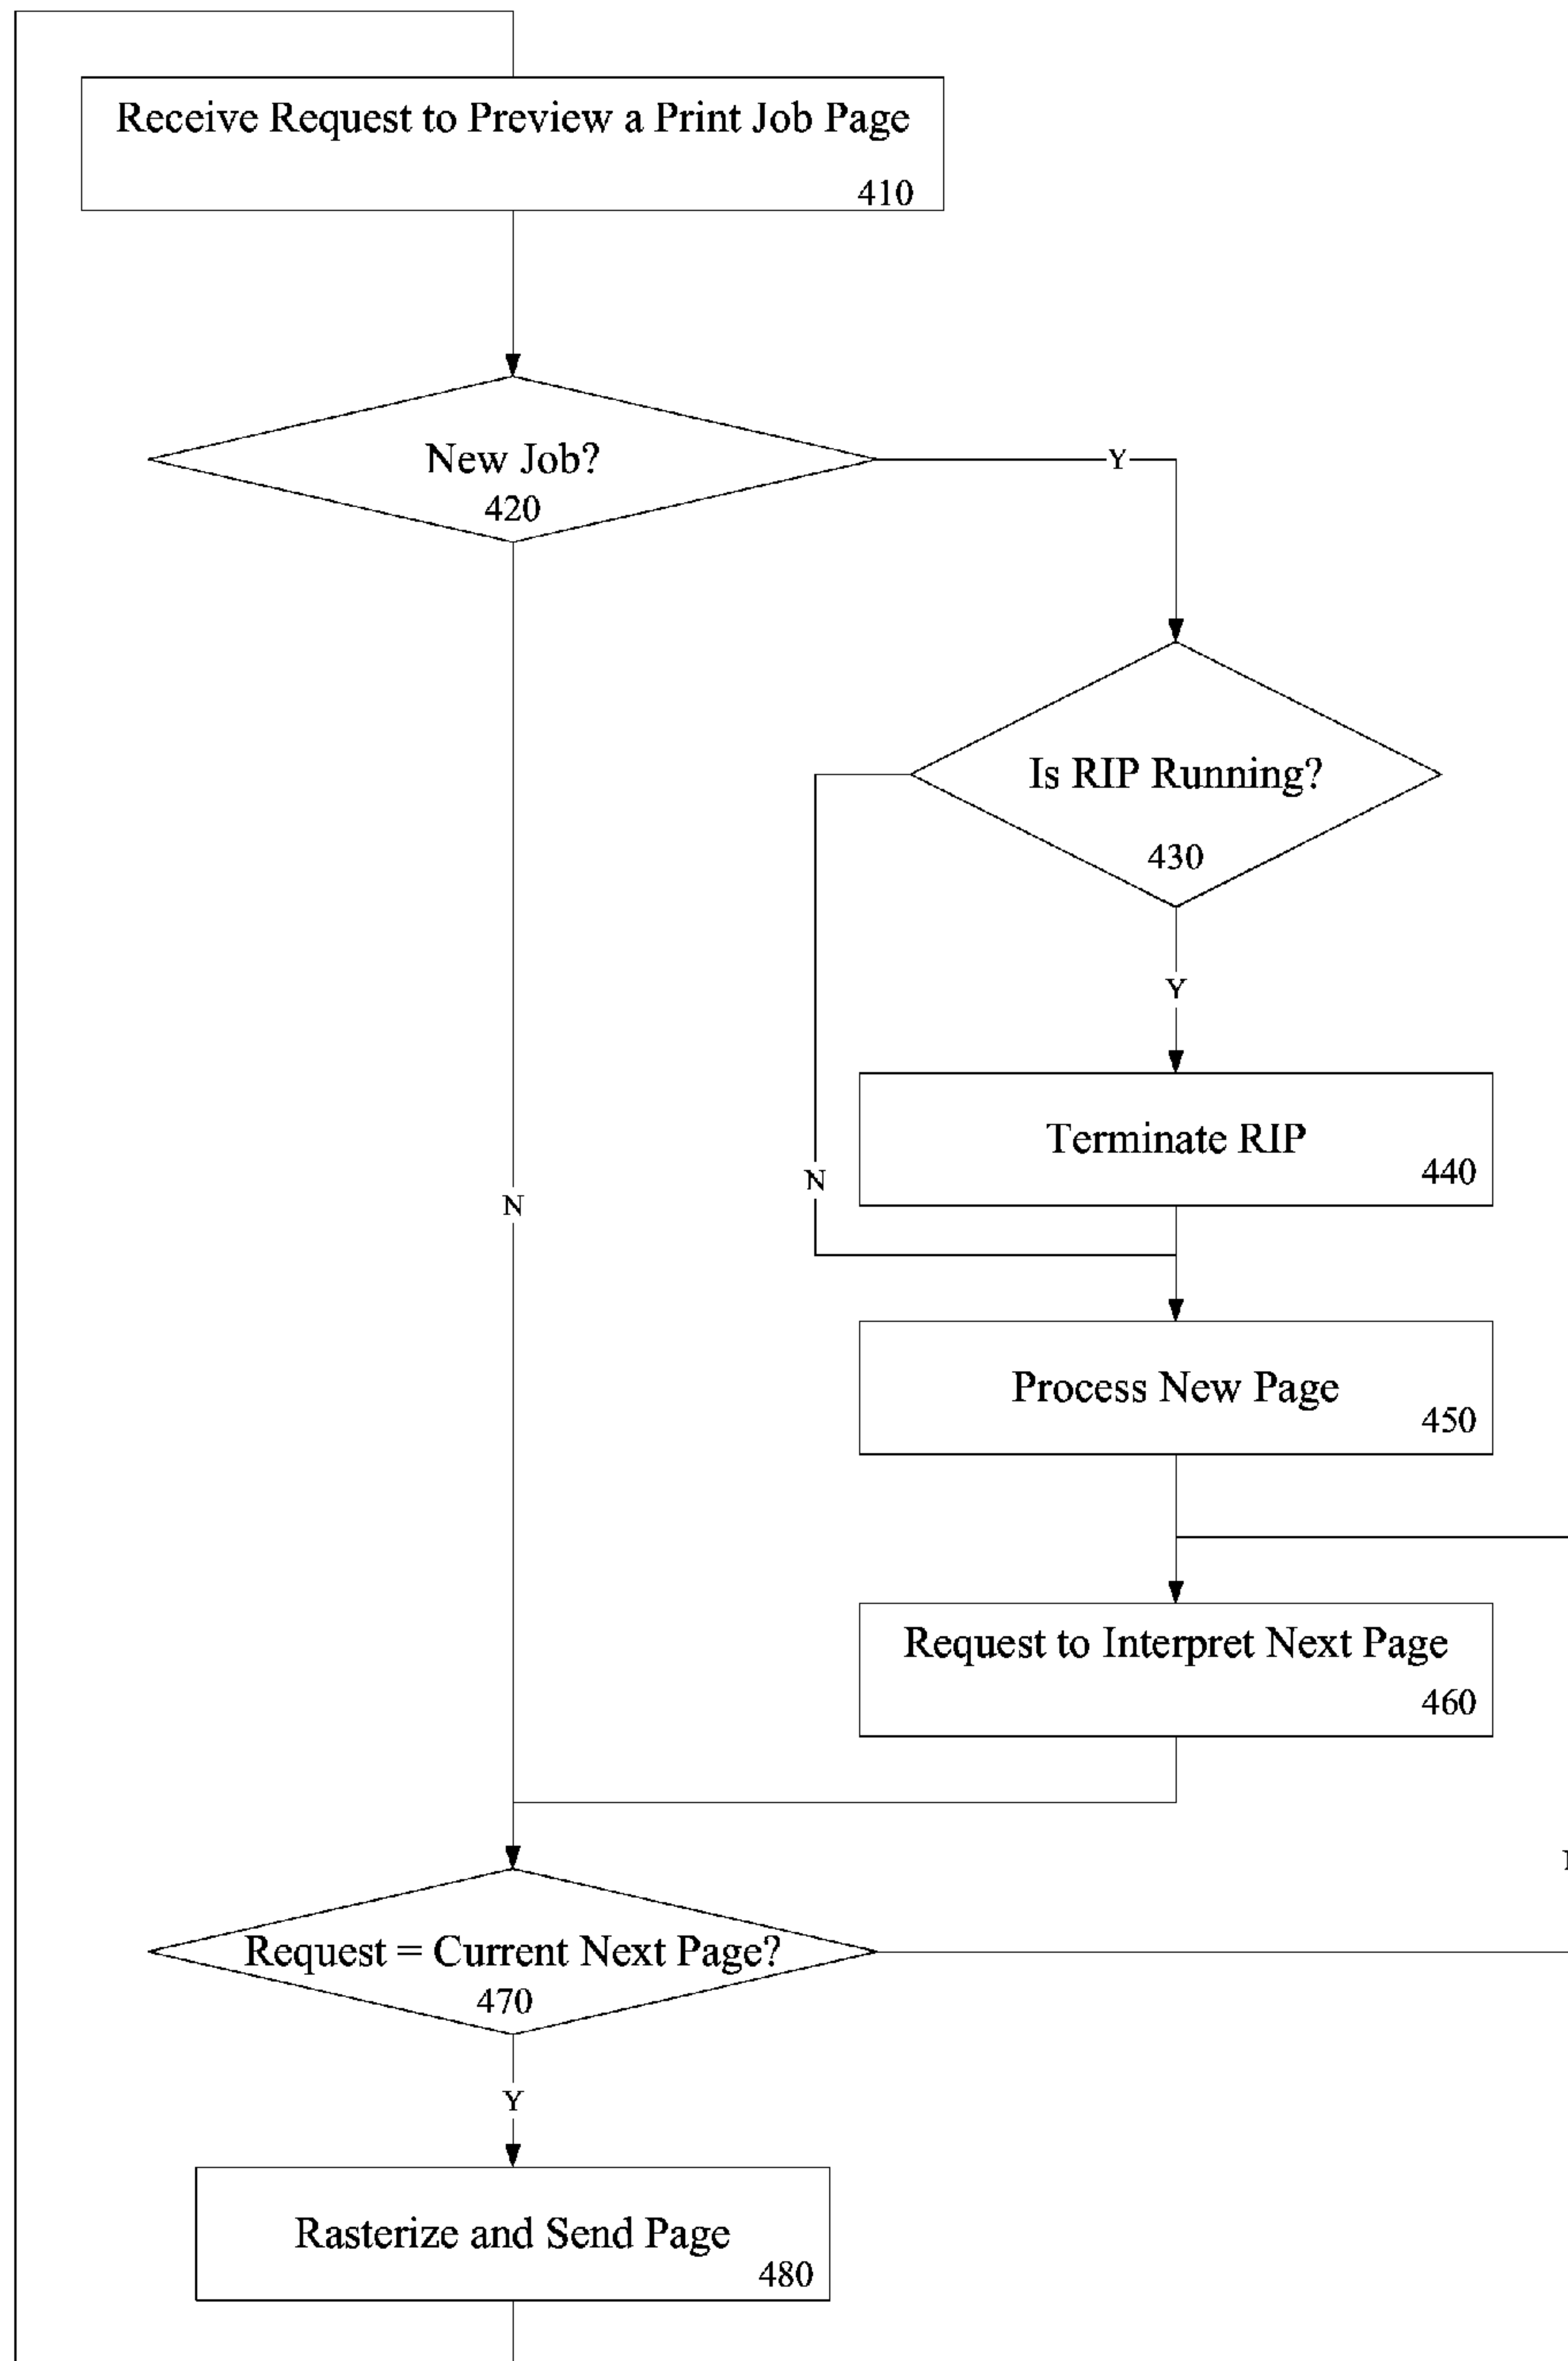 Receive Request to Preview a Print Job Page
410
New Job?
420
Y
Is RIP Running?
430
Y
Terminate RIP
440
N
N
Process New Page
450
Request to Interpret Next Page
460
Request = Current Next Page?
470
Y
Rasterize and Send Page
480